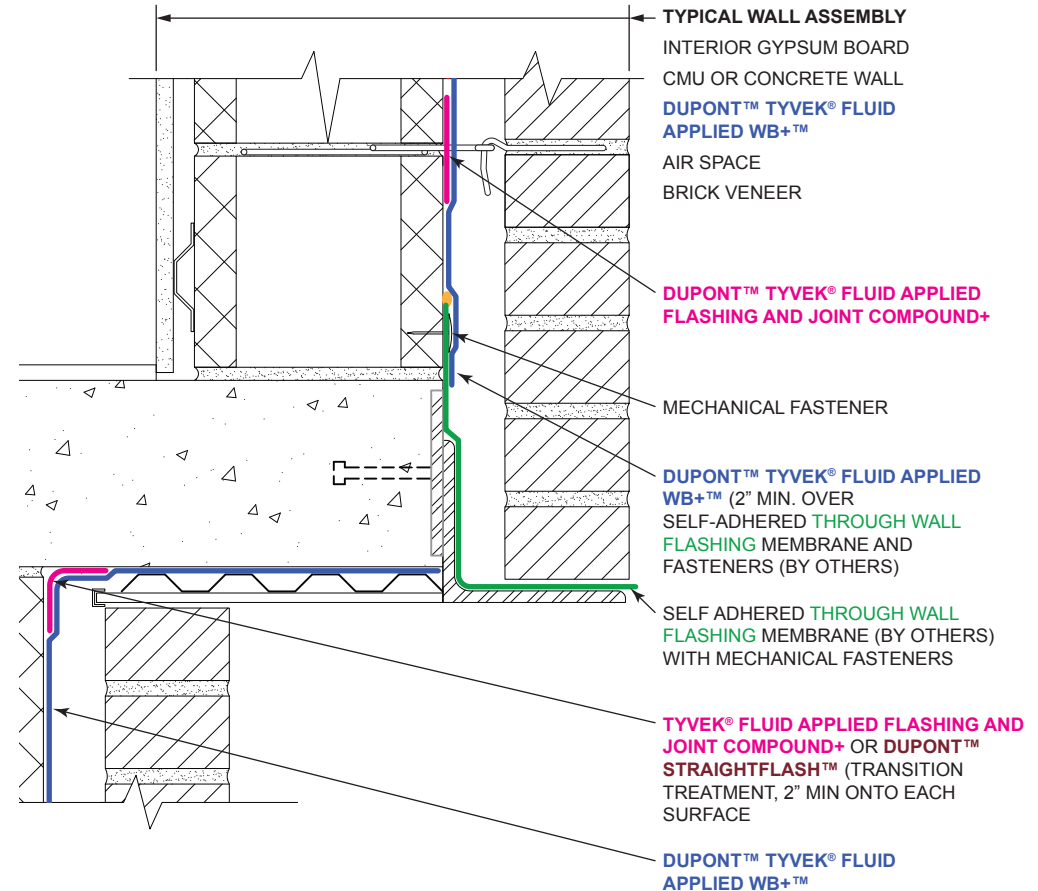 TYPICAL WALL ASSEMBLY
INTERIOR GYPSUM BOARD
CMU OR CONCRETE WALL
DUPONT™ TYVEK® FLUID
APPLIED WB+™
AIR SPACE
BRICK VENEER
DUPONT™ TYVEK® FLUID APPLIED
FLASHING AND JOINT COMPOUND+
MECHANICAL FASTENER
DUPONT™ TYVEK® FLUID APPLIED
WB+™ (2” MIN. OVER
SELF-ADHERED THROUGH WALL
FLASHING MEMBRANE AND
FASTENERS (BY OTHERS)
SELF ADHERED THROUGH WALL
FLASHING MEMBRANE (BY OTHERS)
WITH MECHANICAL FASTENERS
TYVEK® FLUID APPLIED FLASHING AND
JOINT COMPOUND+ OR DUPONT™
STRAIGHTFLASH™ (TRANSITION
TREATMENT, 2” MIN ONTO EACH
SURFACE
DUPONT™ TYVEK® FLUID
APPLIED WB+™